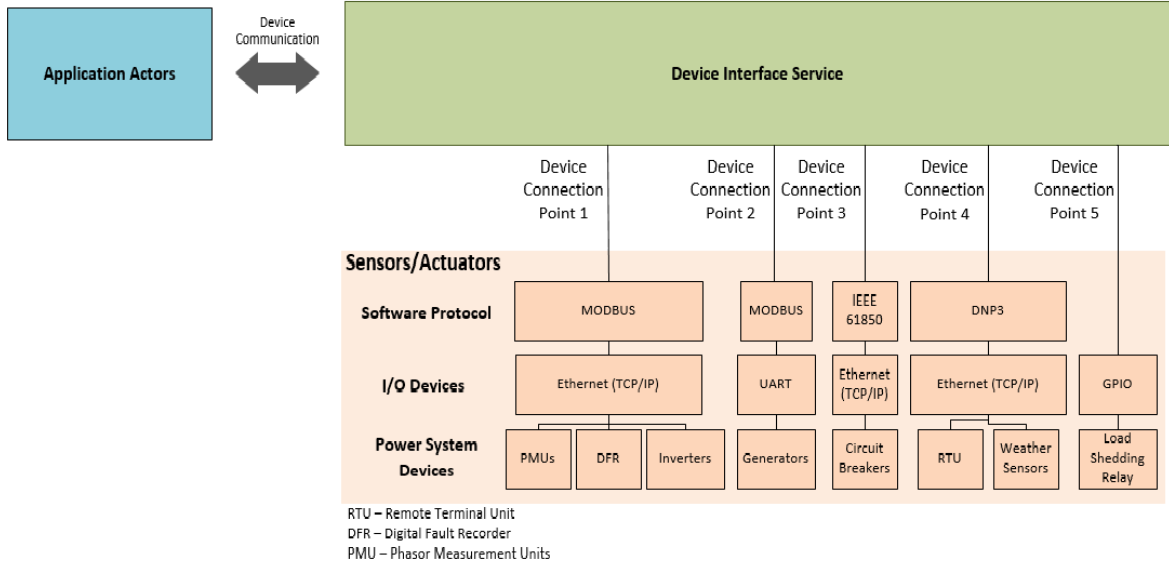 Device
Communication
Application Actors
Device Interface Service
Device
Connection
Point 1
Device
Connection
Point 2
Device
Connection
Point 3
Device
Connection
Point 4
Device
Connection
Point 5
Sensors/Actuators
Software Protocol
MODBUS
MODBUS
IEEE
61850
DNP3
I/O Devices
Ethernet (TCP/IP)
UART
Ethernet
(TCP/IP)
Ethernet (TCP/IP)
GPIO
Power System
Devices
PMUs
DFR
Inverters
Generators
Circuit
Breakers
RTU
Weather
Sensors
Load
Shedding
Relay
RTU – Remote Terminal Unit
DFR – Digital Fault Recorder
PMU – Phasor Measurement Units